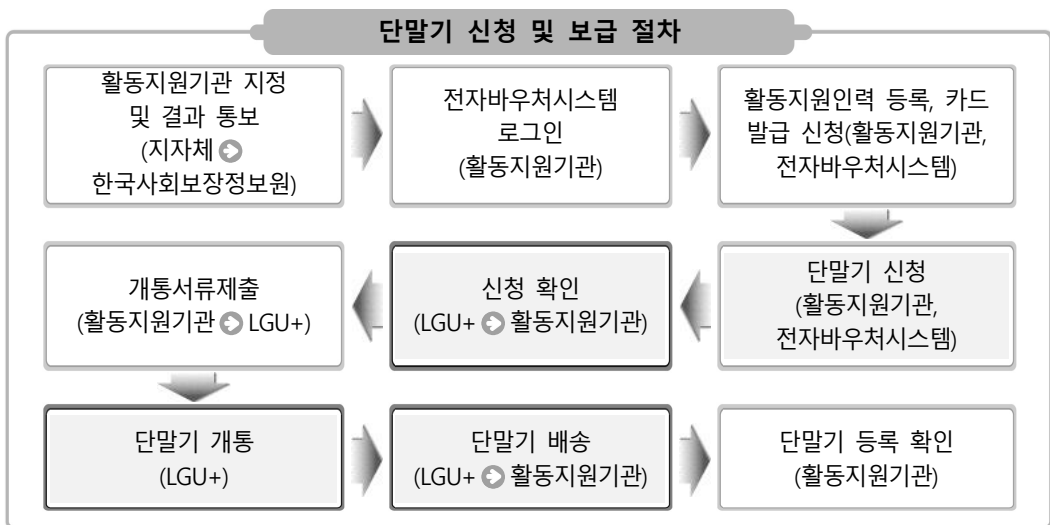 단말기 신청 및 보급 절차
활동지원기관 지정
및 결과 통보
(지자체 ➲
한국사회보장정보원)
전자바우처시스템
로그인
(활동지원기관)
활동지원인력 등록, 카드
발급 신청(활동지원기관,
전자바우처시스템)
단말기 신청
(활동지원기관,
전자바우처시스템)
신청 확인
(LGU+ ➲ 활동지원기관)
개통서류제출
(활동지원기관 ➲ LGU+)
단말기 개통
(LGU+)
단말기 배송
(LGU+ ➲ 활동지원기관)
단말기 등록 확인
(활동지원기관)